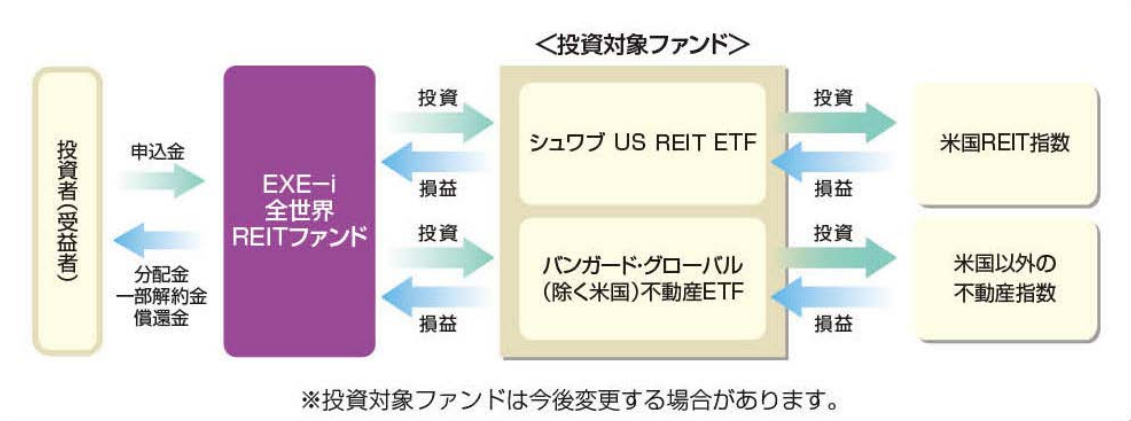 ＜投資対象ファンド＞
投資者(受益者)
申込金
分配金
一部解約金
償還金
EXE-i
全世界
REITファンド
投資
損益
投資
損益
シュワブ US REIT ETF
バンガード・グローバル
(除く米国)不動産ETF
投資
損益
投資
損益
米国REIT指数
米国以外の
不動産指数
※投資対象ファンドは今後変更する場合があります。